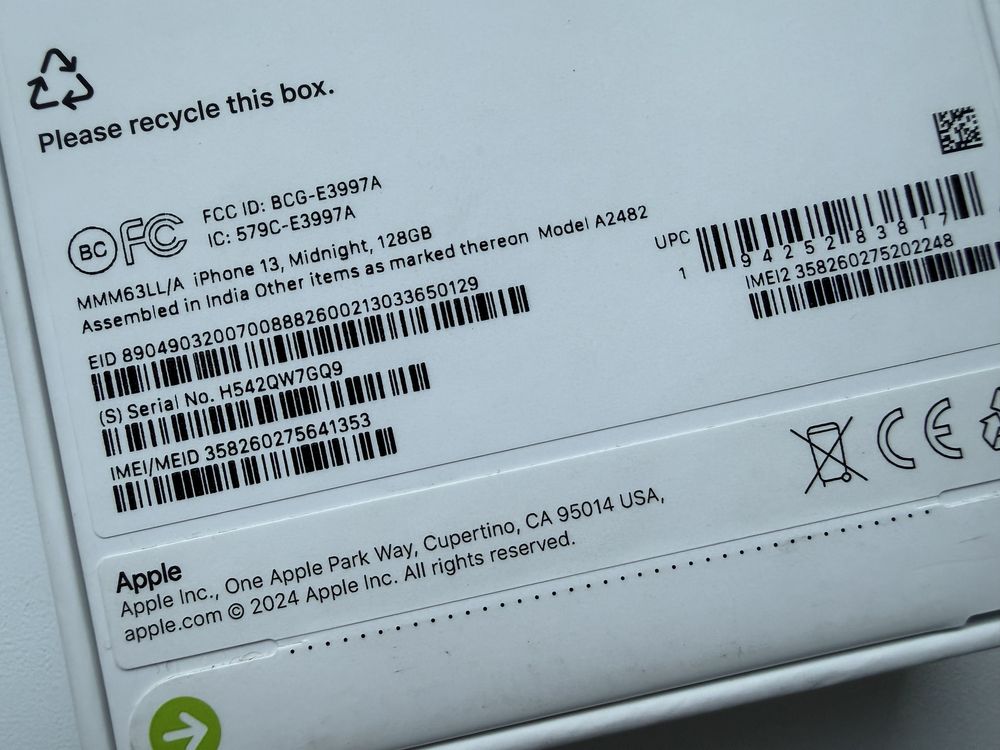 Please recycle this box.
BC FC
FCC ID: BCG-E3997A
IC: 579C-E3997A
MMM63LL/A iPhone 13, Midnight, 128GB
Assembled in India Other items as marked thereon Model A2482
EID 89049032007008882600213033650129
(S) Serial No. H542QW7GQ9
IMEI/MEID 358260275641353
UPC
1 94252 83817
IMEI2 358260275202248
CE
Apple
Apple Inc., One Apple Park Way, Cupertino, CA 95014 USA,
apple.com © 2024 Apple Inc. All rights reserved.